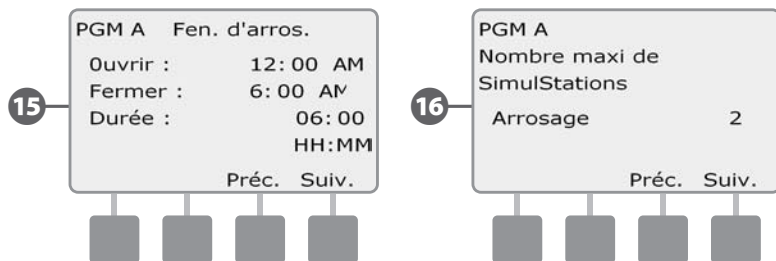 15
PGM A Fen. d'arros.
Ouvrir : 12:00 AM
Fermer : 6:00 AM
Durée : 06:00
HH:MM
Préc. Suiv.
16
PGM A
Nombre maxi de
SimulStations
Arrosage 2
Préc. Suiv.